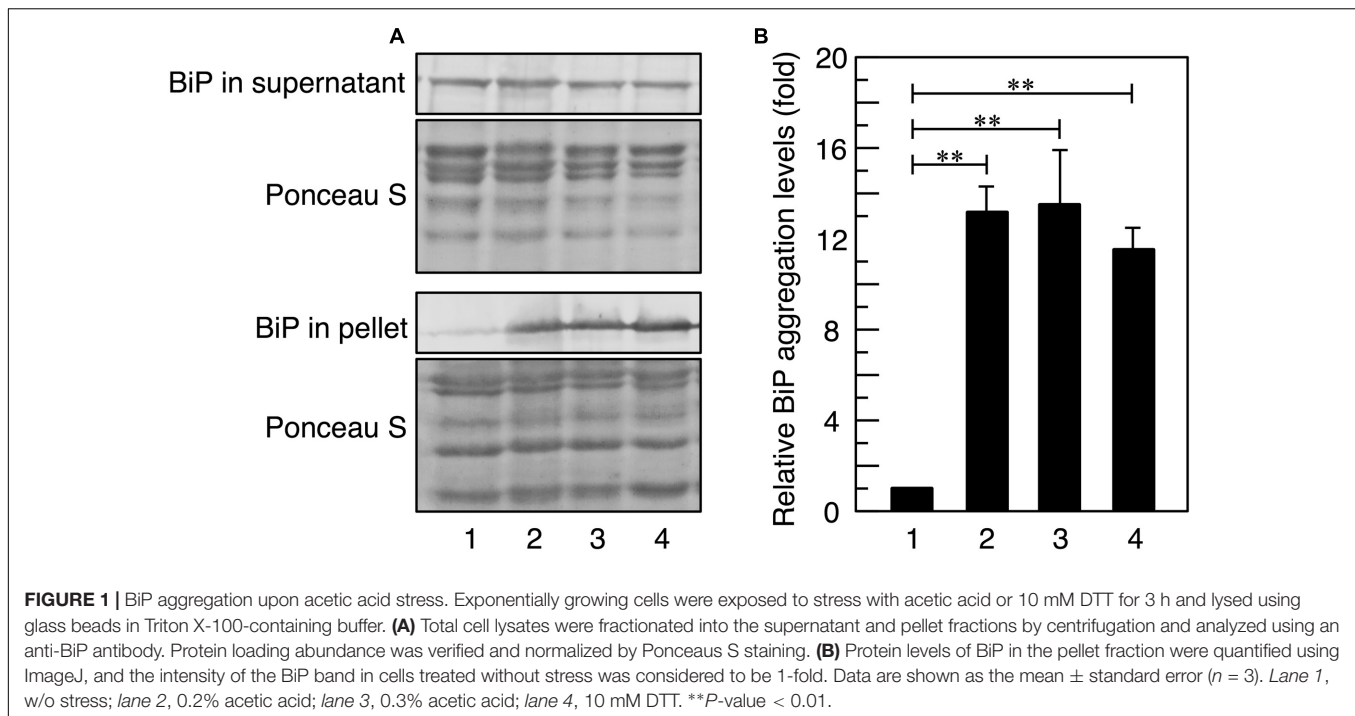 A
BiP in supernatant
Ponceau S
BiP in pellet
Ponceau S
1 2 3 4
B
Relative BiP aggregation levels (fold)
20
16
12
8
4
0
**
**
**
1 2 3 4
FIGURE 1 | BiP aggregation upon acetic acid stress. Exponentially growing cells were exposed to stress with acetic acid or 10 mM DTT for 3 h and lysed using
glass beads in Triton X-100-containing buffer. (A) Total cell lysates were fractionated into the supernatant and pellet fractions by centrifugation and analyzed using an
anti-BiP antibody. Protein loading abundance was verified and normalized by Ponceaus S staining. (B) Protein levels of BiP in the pellet fraction were quantified using
ImageJ, and the intensity of the BiP band in cells treated without stress was considered to be 1-fold. Data are shown as the mean ± standard error (n = 3). Lane 1,
w/o stress; lane 2, 0.2% acetic acid; lane 3, 0.3% acetic acid; lane 4, 10 mM DTT. **P-value < 0.01.